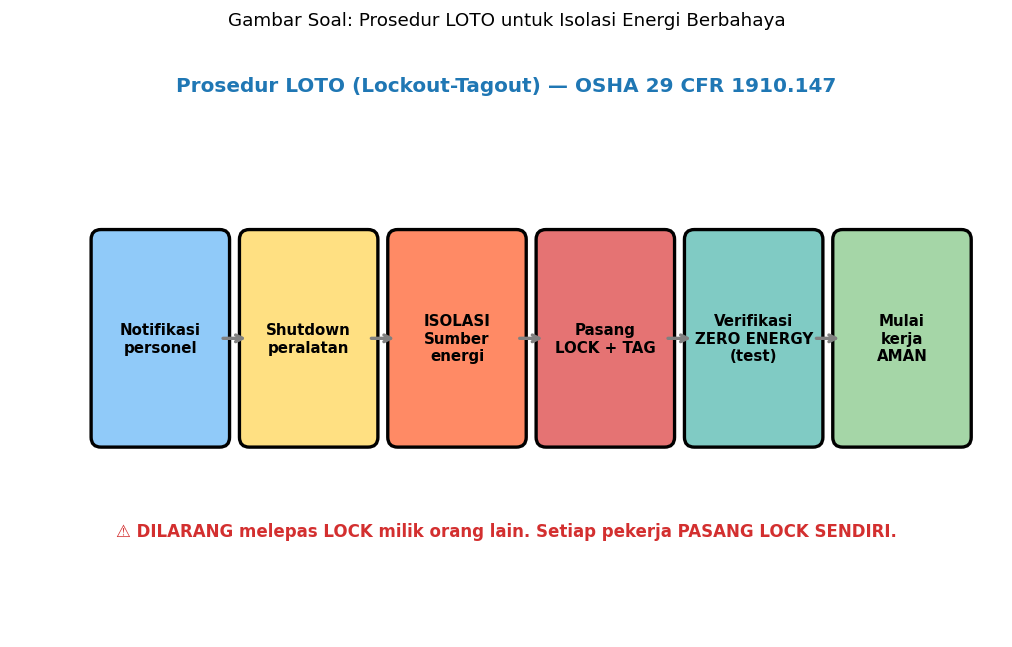 Gambar Soal: Prosedur LOTO untuk Isolasi Energi Berbahaya
Prosedur LOTO (Lockout-Tagout) — OSHA 29 CFR 1910.147
Notifikasi
personel
Shutdown
peralatan
ISOLASI
Sumber
energi
Pasang
LOCK + TAG
Verifikasi
ZERO ENERGY
(test)
Mulai
kerja
AMAN
⚠ DILARANG melepas LOCK milik orang lain. Setiap pekerja PASANG LOCK SENDIRI.